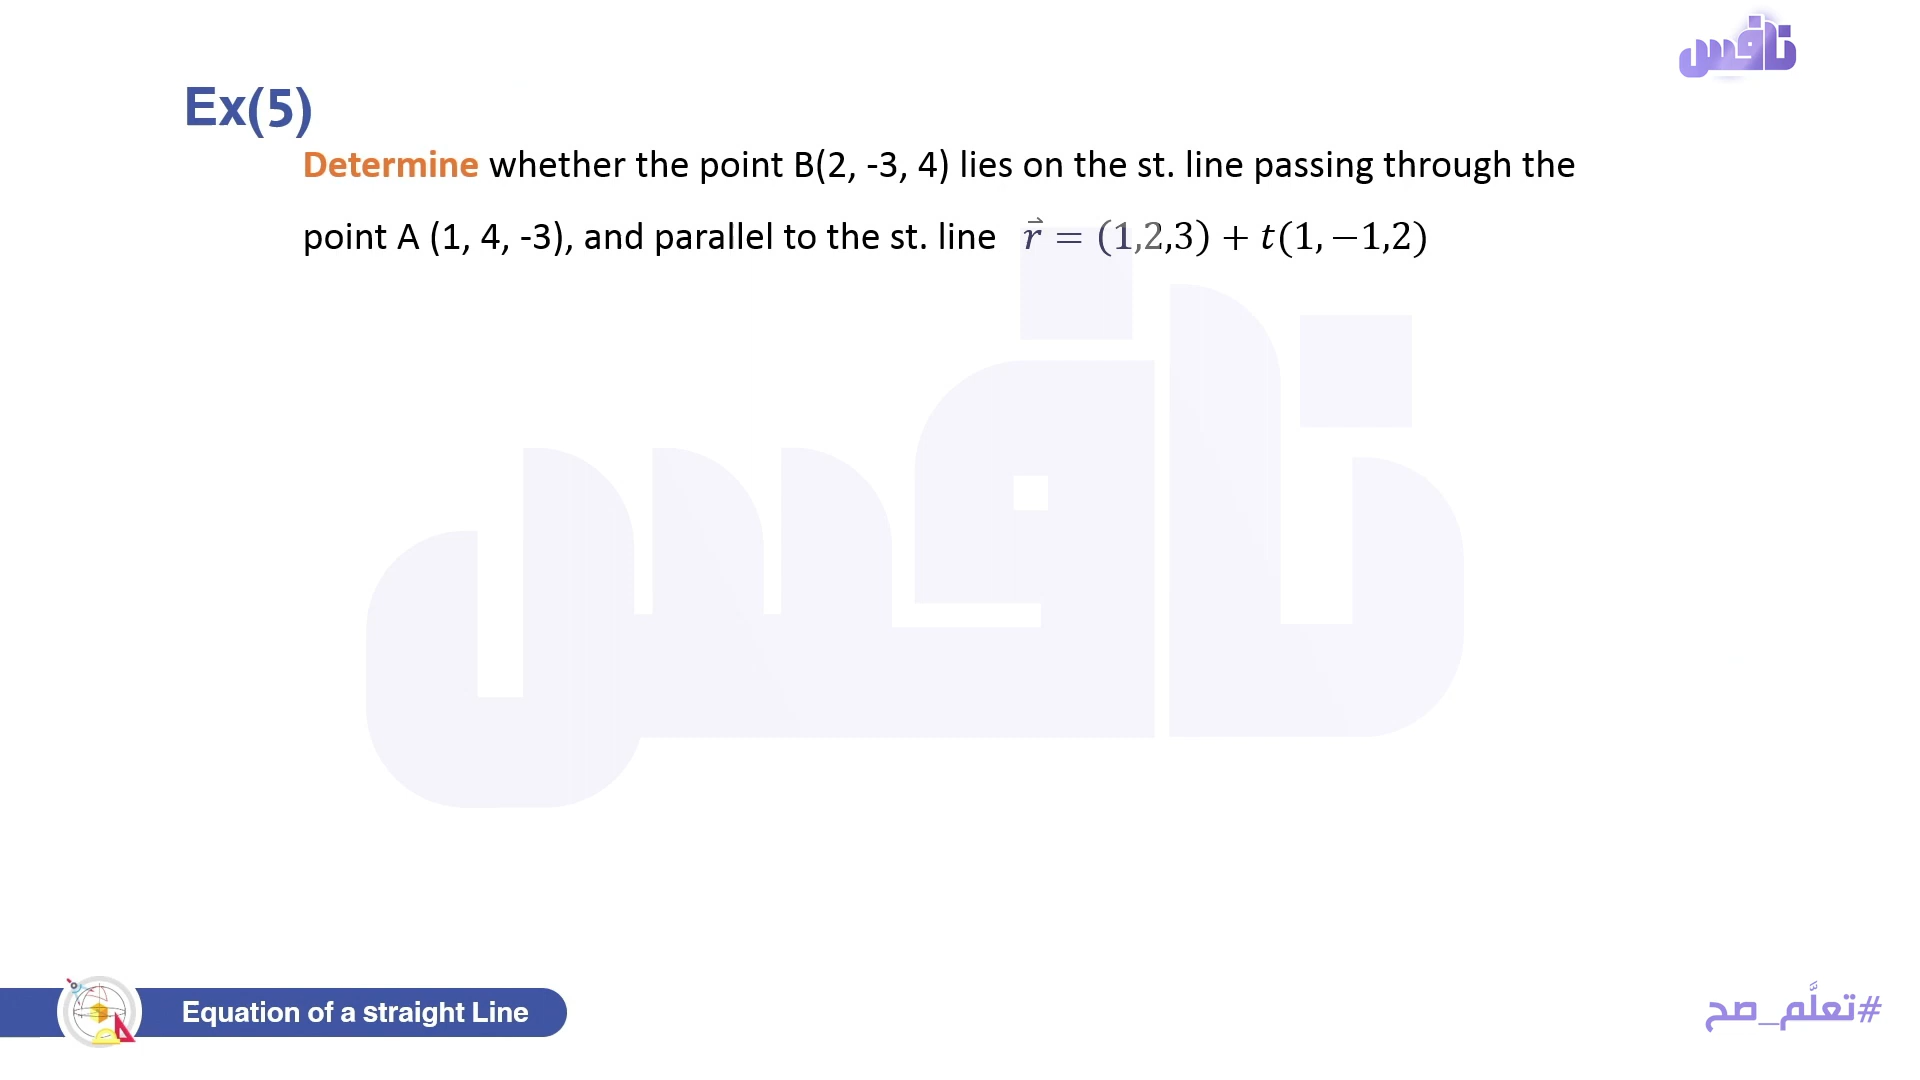 نافس
Ex(5)
Determine whether the point B(2, -3, 4) lies on the st. line passing through the
point A (1, 4, -3), and parallel to the st. line r⃗ = (1,2,3) + t(1, −1,2)
نافس
Equation of a straight Line
#تعلَّم_صح